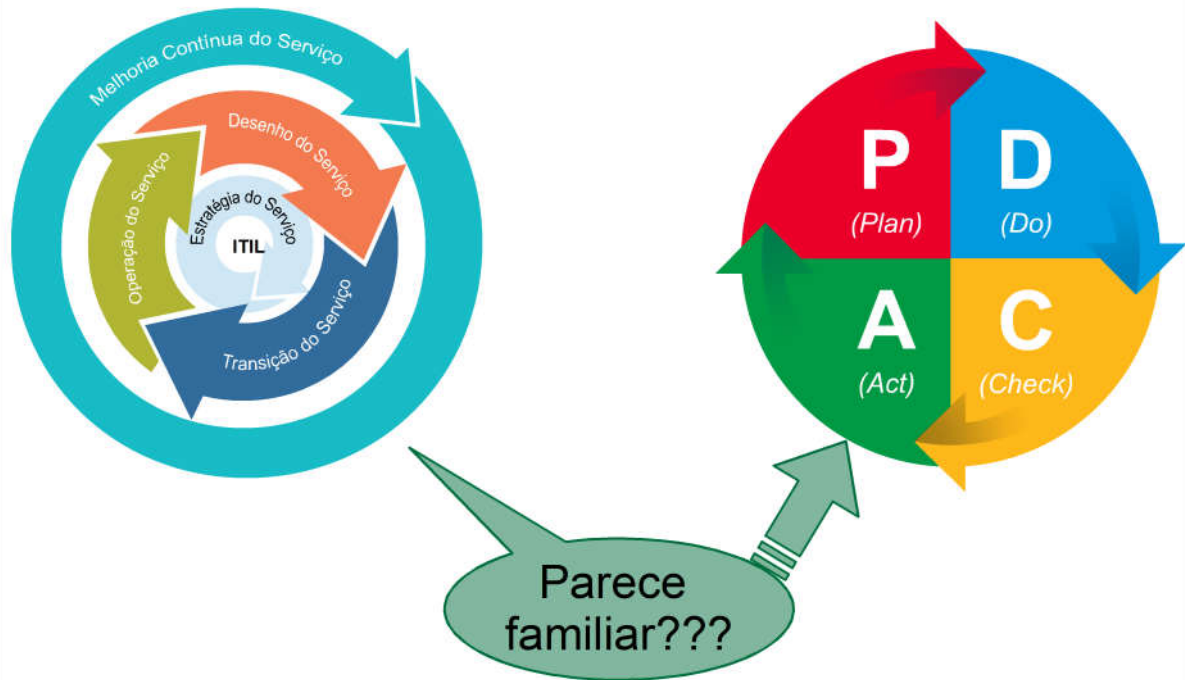 Melhoria Contínua do Serviço
Desenho do Serviço
Operação do Serviço
Estratégia do Serviço
ITIL
Transição do Serviço
P
(Plan)
D
(Do)
A
(Act)
C
(Check)
Parece
familiar???